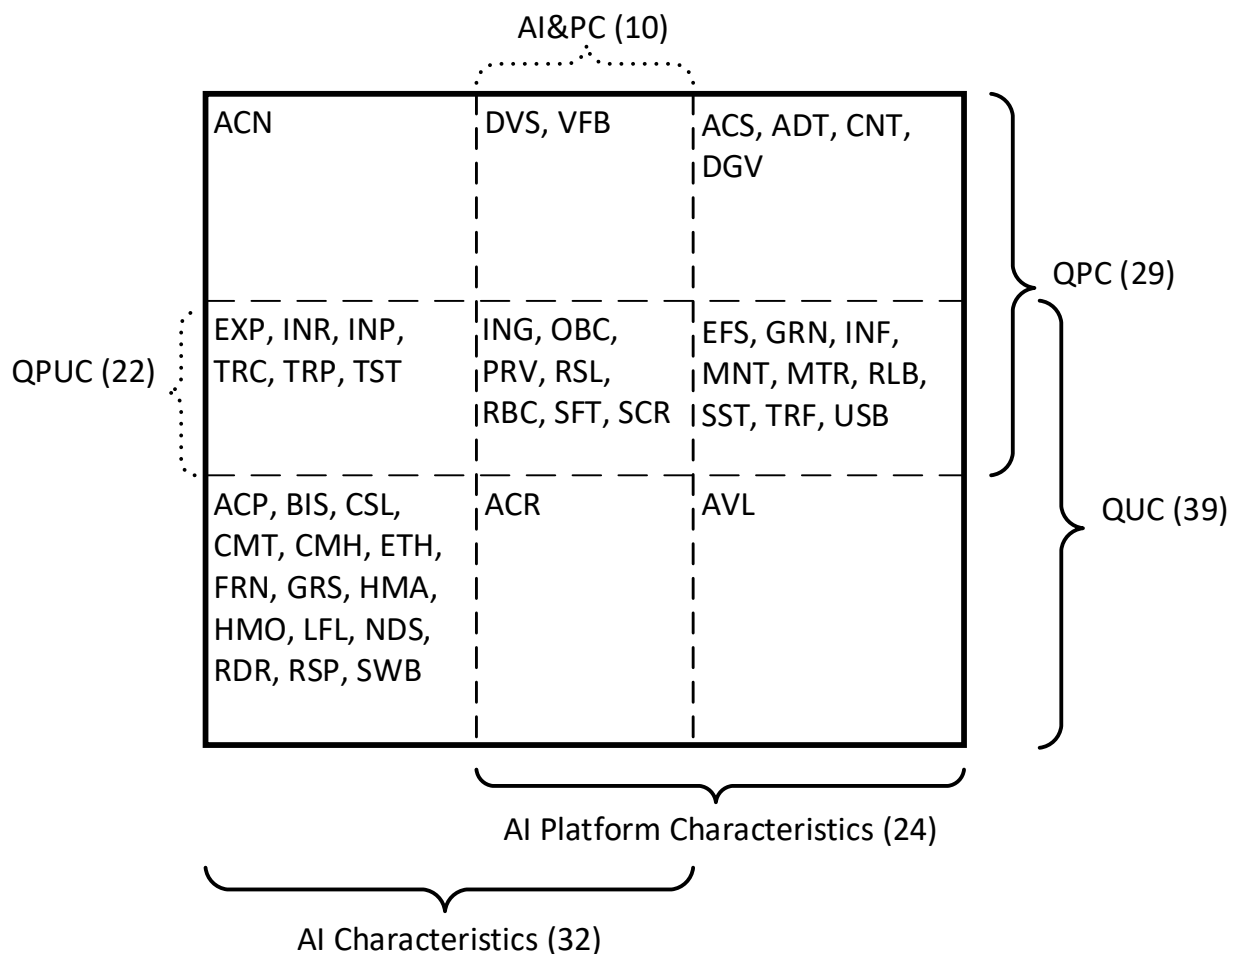 AI&PC (10)
ACN
DVS, VFB
ACS, ADT, CNT,
DGV
QPC (29)
EXP, INR, INP,
TRC, TRP, TST
ING, OBC,
PRV, RSL,
RBC, SFT, SCR
EFS, GRN, INF,
MNT, MTR, RLB,
SST, TRF, USB
QPUC (22)
ACP, BIS, CSL,
CMT, CMH, ETH,
FRN, GRS, HMA,
HMO, LFL, NDS,
RDR, RSP, SWB
ACR
AVL
QUC (39)
AI Platform Characteristics (24)
AI Characteristics (32)